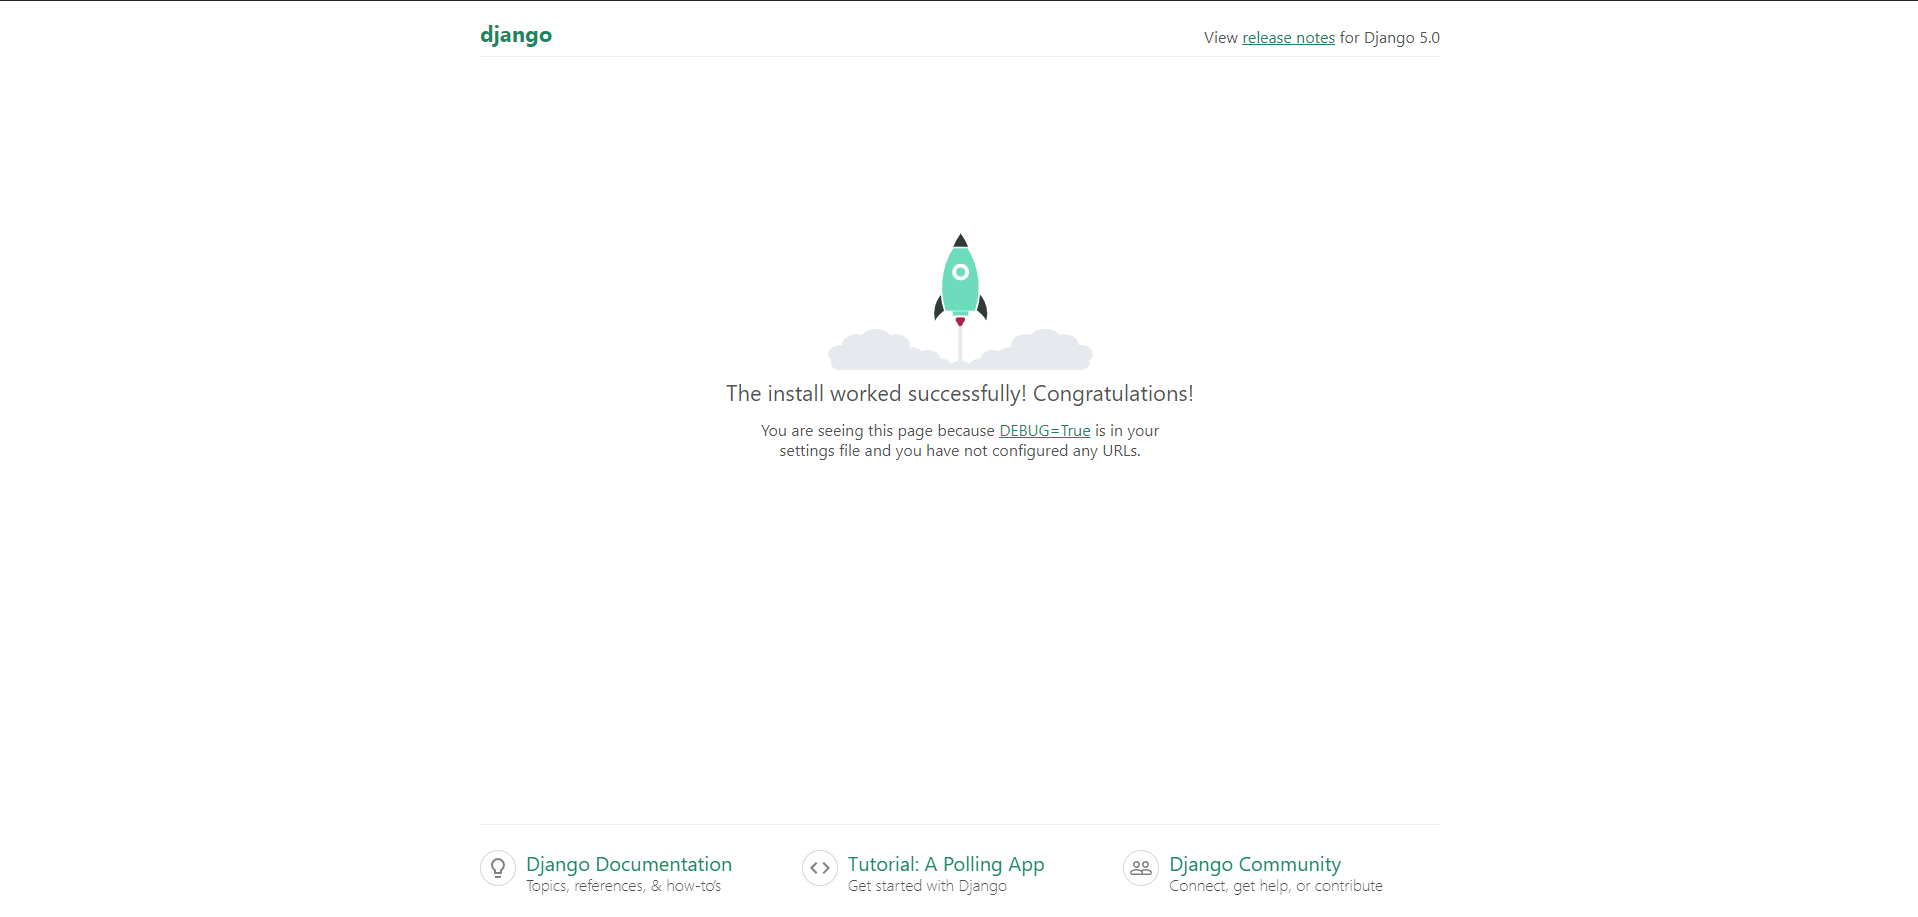 django
View release notes for Django 5.0
The install worked successfully! Congratulations!
You are seeing this page because DEBUG=True is in your
settings file and you have not configured any URLs.
Django Documentation
Topics, references, & how-to’s
Tutorial: A Polling App
Get started with Django
Django Community
Connect, get help, or contribute